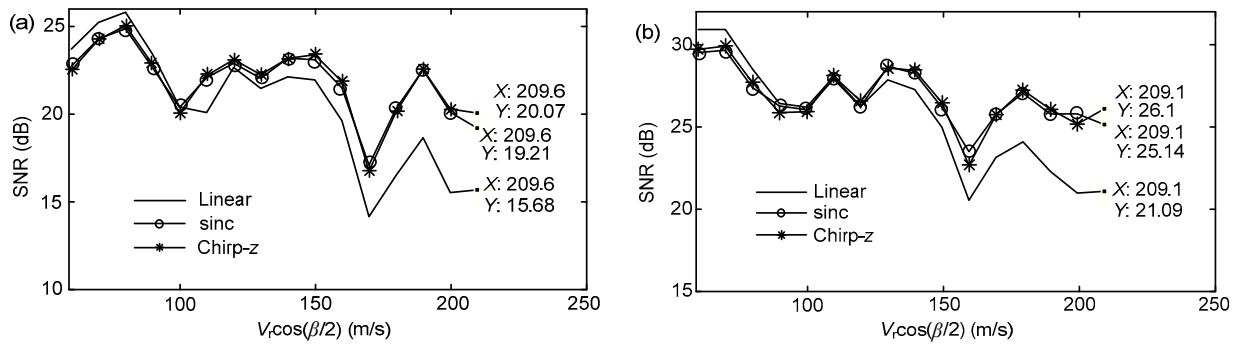 (a)
25
20
15
10
SNR (dB)
100
150
200
250
Vrcos(β/2) (m/s)
Linear
sinc
Chirp-z
X: 209.6
Y: 20.07
X: 209.6
Y: 19.21
X: 209.6
Y: 15.68
(b)
30
25
20
15
SNR (dB)
100
150
200
250
Vrcos(β/2) (m/s)
Linear
sinc
Chirp-z
X: 209.1
Y: 26.1
X: 209.1
Y: 25.14
X: 209.1
Y: 21.09